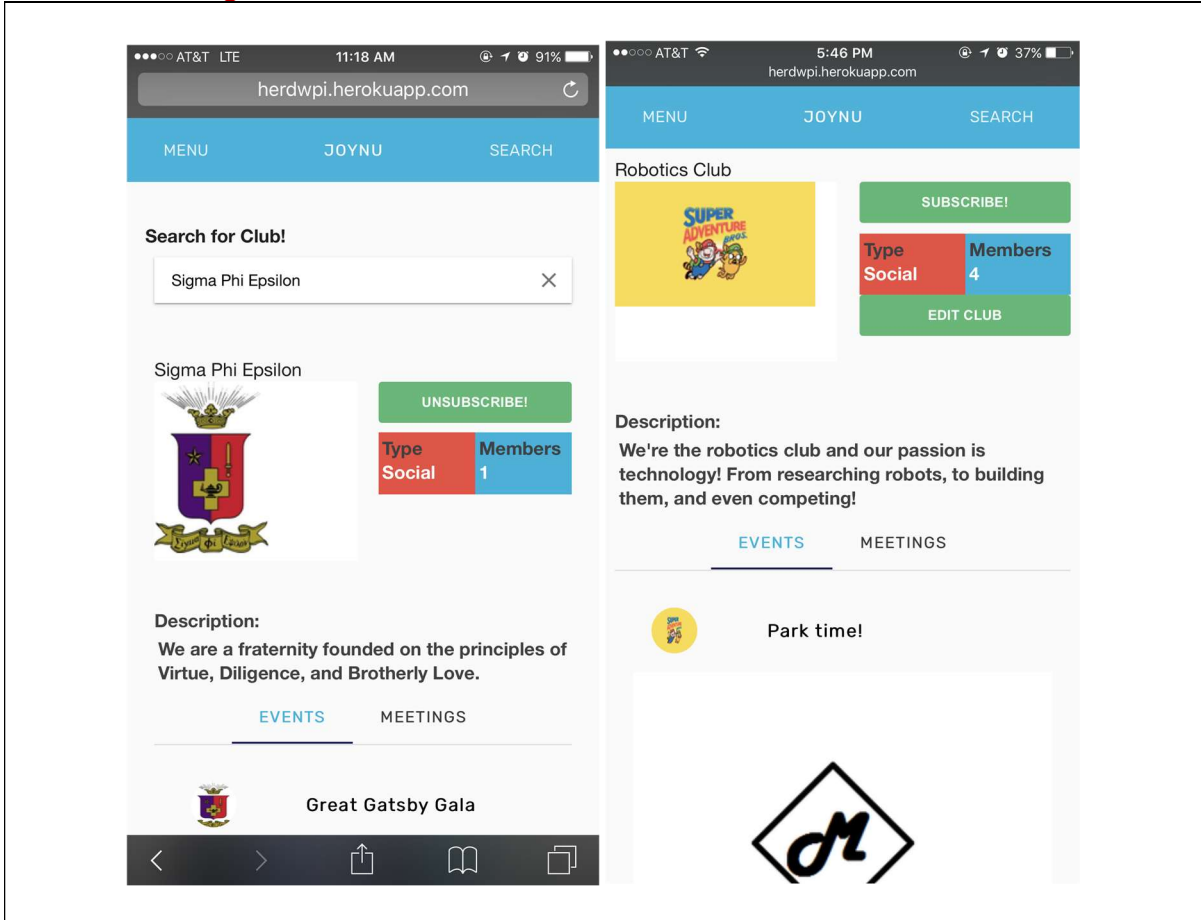 AT&T LTE 11:18 AM 91%
herdwpi.herokuapp.com
MENU JOYNU SEARCH
Search for Club!
Sigma Phi Epsilon
Sigma Phi Epsilon
UNSUBSCRIBE!
Type Members
Social 1
Description:
We are a fraternity founded on the principles of
Virtue, Diligence, and Brotherly Love.
EVENTS MEETINGS
Great Gatsby Gala
AT&T 5:46 PM 37%
herdwpi.herokuapp.com
MENU JOYNU SEARCH
Robotics Club
SUPER
ADVENTURE
BROS.
SUBSCRIBE!
Type Members
Social 4
EDIT CLUB
Description:
We're the robotics club and our passion is
technology! From researching robots, to building
them, and even competing!
EVENTS MEETINGS
Park time!
M